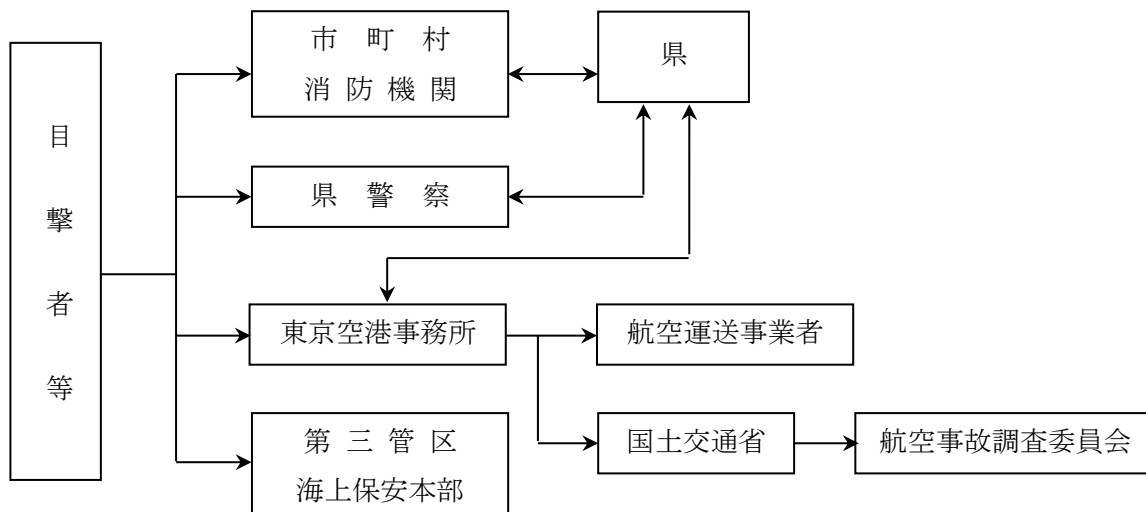 目撃者等
市町村
消防機関
県
県警察
東京空港事務所
航空運送事業者
第三管区
海上保安本部
国土交通省
航空事故調査委員会